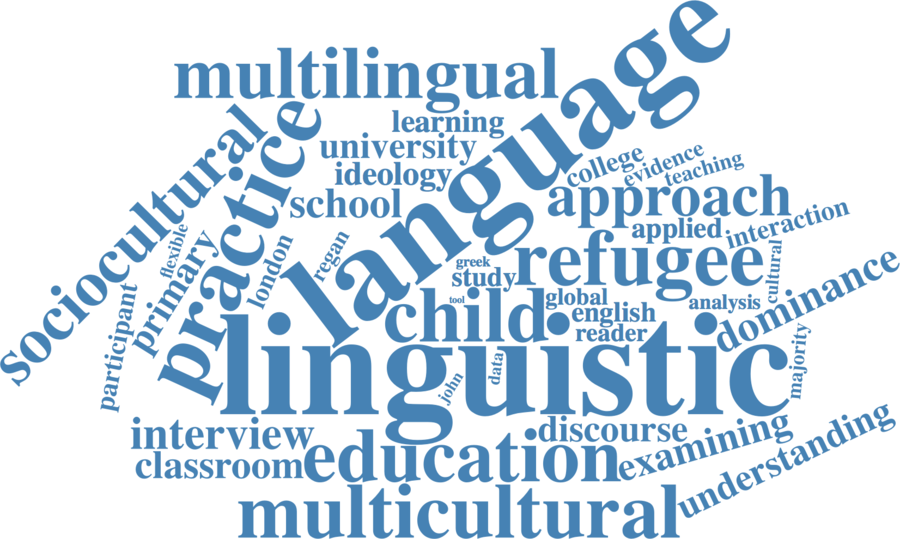 language
multilingual
sociocultural
practice
learning
university
ideology
school
college
evidence
teaching
approach
applied
interaction
flexible
primary
london
regan
greek
study
refugee
cultural
participant
tool
child
global
english
reader
analysis
dominance
linguistic
john
data
majority
interview
discourse
examining
classroom
education
understanding
multicultural